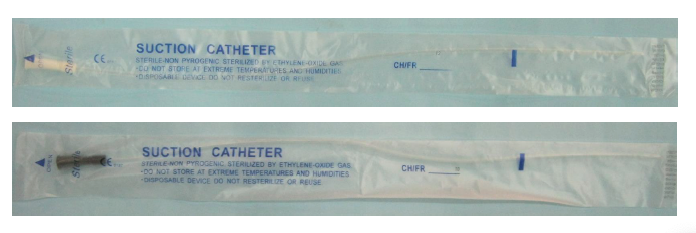 SUCTION CATHETER
Sterile
CE
STERILE-NON PYROGENIC STERILIZED BY ETHYLENE-OXIDE GAS.
•DO NOT STORE AT EXTREME TEMPERATURES AND HUMIDITIES.
•DISPOSABLE DEVICE DO NOT RESTERILIZE OR REUSE.
CH/FR
SUCTION CATHETER
Sterile
STERILE-NON PYROGENIC STERILIZED BY ETHYLENE-OXIDE GAS.
•DO NOT STORE AT EXTREME TEMPERATURES AND HUMIDITIES.
•DISPOSABLE DEVICE DO NOT RESTERILIZE OR REUSE.
CH/FR